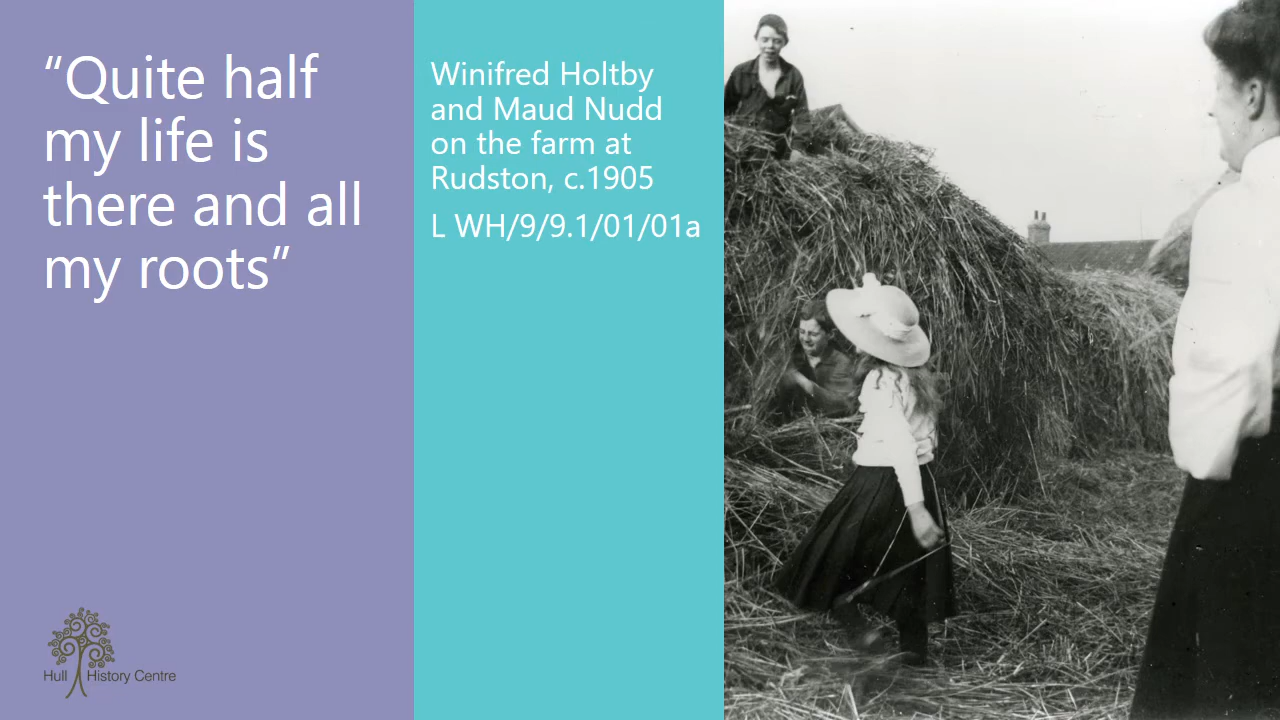 “Quite half
my life is
there and all
my roots”
Winifred Holtby
and Maud Nudd
on the farm at
Rudston, c.1905
L WH/9/9.1/01/01a
Hull History Centre